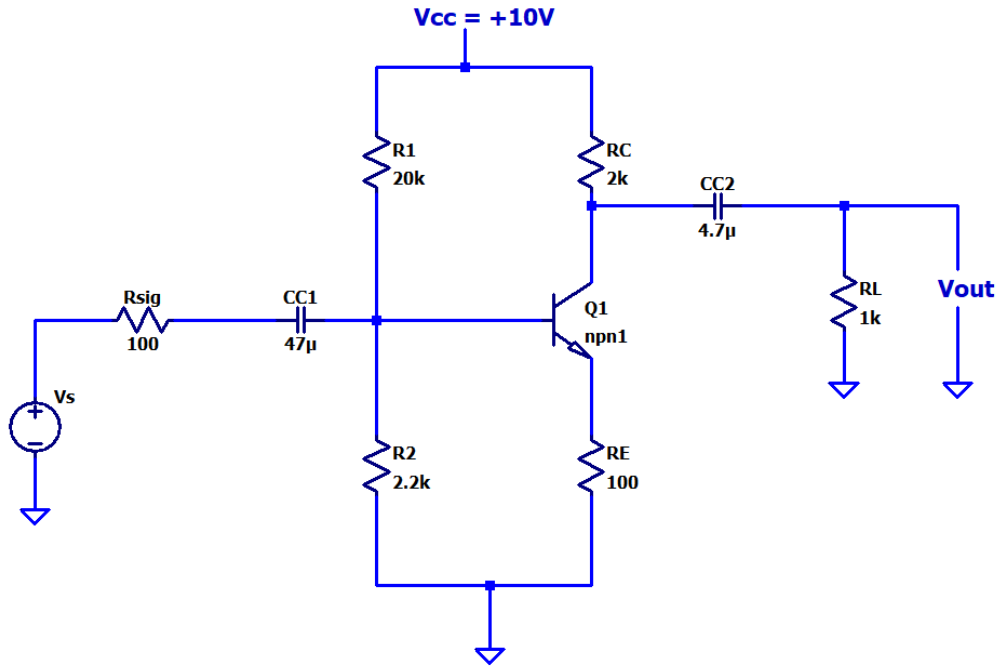 Vcc = +10V
R1
20k
RC
2k
CC2
4.7µ
Rsig
100
CC1
47µ
Q1
npn1
RL
1k
Vout
Vs
R2
2.2k
RE
100